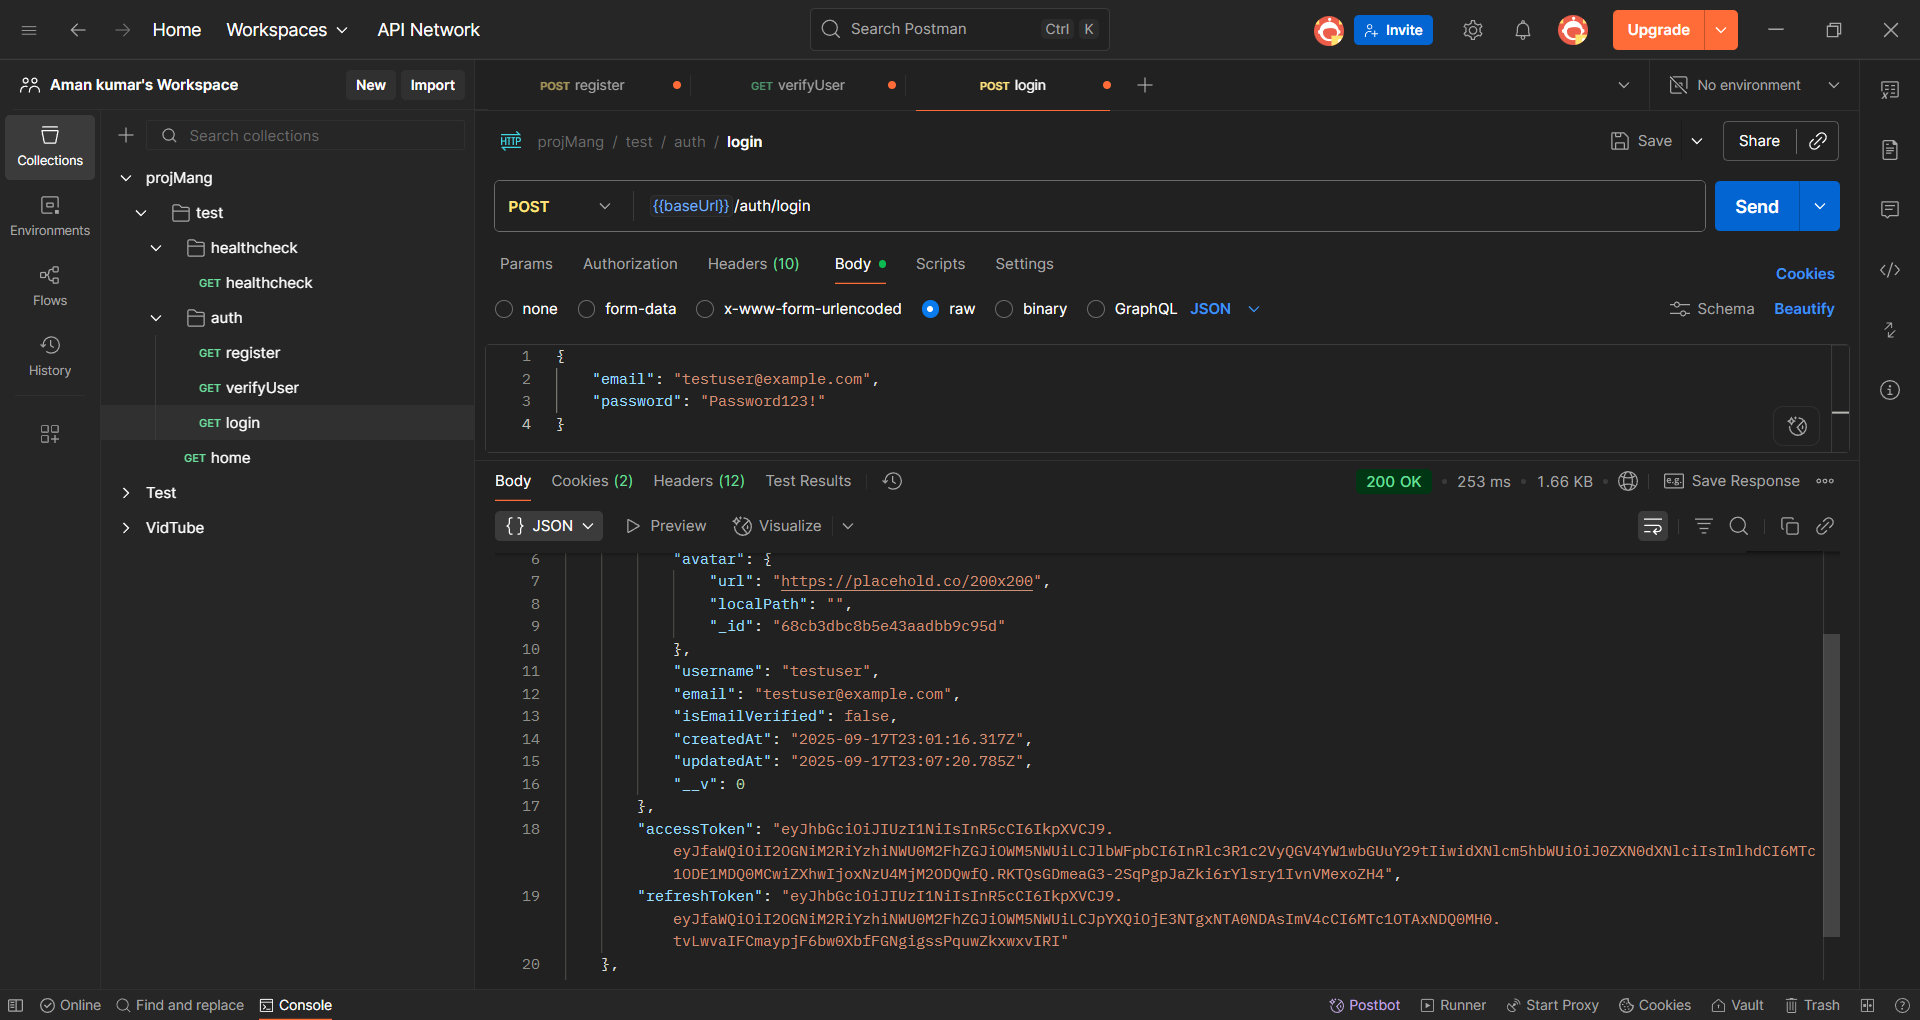 Home
Workspaces
API Network
Search Postman
Ctrl K
Invite
Upgrade
Aman kumar's Workspace
New
Import
POST register
GET verifyUser
POST login
No environment
Collections
Environments
Flows
History
Search collections
projMang
test
healthcheck
GET healthcheck
auth
GET register
GET verifyUser
GET login
GET home
Test
VidTube
HTTP
projMang / test / auth / login
Save
Share
POST
{{baseUrl}} /auth/login
Send
Params
Authorization
Headers (10)
Body
Scripts
Settings
Cookies
none
form-data
x-www-form-urlencoded
raw
binary
GraphQL
JSON
Schema
Beautify
1 {
2 "email": "testuser@example.com",
3 "password": "Password123!"
4 }
Body
Cookies (2)
Headers (12)
Test Results
200 OK
253 ms
1.66 KB
e.g. Save Response
{} JSON
Preview
Visualize
6 "avatar": {
7 "url": "https://placehold.co/200x200",
8 "localPath": "",
9 "_id": "68cb3dbc8b5e43aadbb9c95d"
10 },
11 "username": "testuser",
12 "email": "testuser@example.com",
13 "isEmailVerified": false,
14 "createdAt": "2025-09-17T23:01:16.317Z",
15 "updatedAt": "2025-09-17T23:07:20.785Z",
16 "__v": 0
17 },
18 "accessToken": "eyJhbGciOiJIUzI1NiIsInR5cCI6IkpXVCJ9.
eyJfaWQiOiI2OGNiM2RiYzhiNWU0M2FhZGJiOWM5NWUiLCJlbWFpbCI6InRlc3R1c2VyQGV4YW1wbGUuY29tIiwidXNlcm5hbWUiOiJ0ZXN0dXNlciIsImlhdCI6MTc
1ODE1MDQ0MCwiZXhwIjoxNzU4MjM2ODQwfQ.RKTQsGDmeaG3-2SqPgpJaZki6rYlsry1IvnVMexoZH4",
19 "refreshToken": "eyJhbGciOiJIUzI1NiIsInR5cCI6IkpXVCJ9.
eyJfaWQiOiI2OGNiM2RiYzhiNWU0M2FhZGJiOWM5NWUiLCJpYXQiOjE3NTgxNTA0NDAsImV4cCI6MTc1OTAxNDQ0MH0.
tvLwvaIFCmaypjF6bw0XbfFGNgigssPquwZkxwxvIRI"
20 },
Online
Find and replace
Console
Postbot
Runner
Start Proxy
Cookies
Vault
Trash